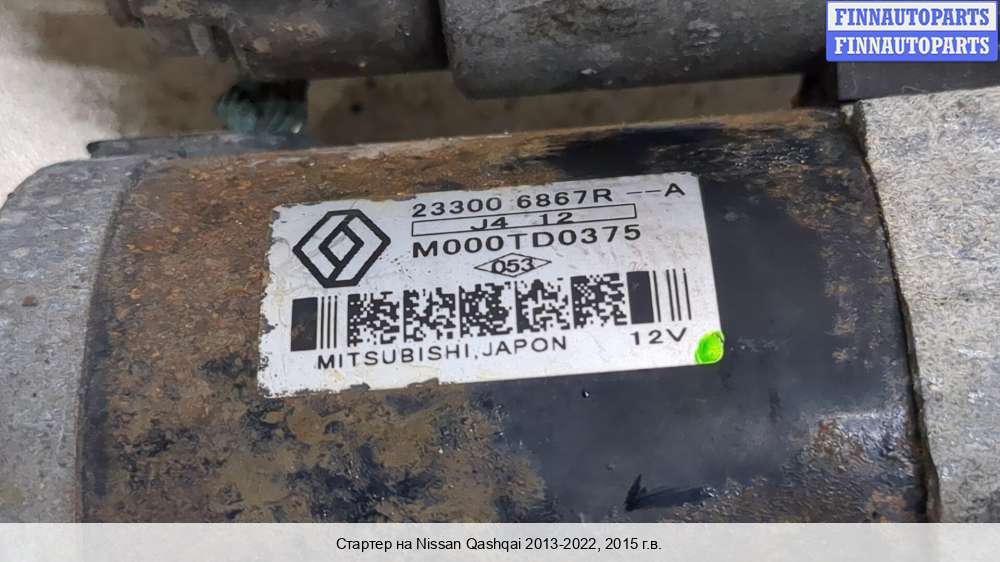 FINNAUTOPARTS
FINNAUTOPARTS
23300 6867R --A
J4 12
M000TD0375
053
MITSUBISHI, JAPON 12V
Стартер на Nissan Qashqai 2013-2022, 2015 г.в.